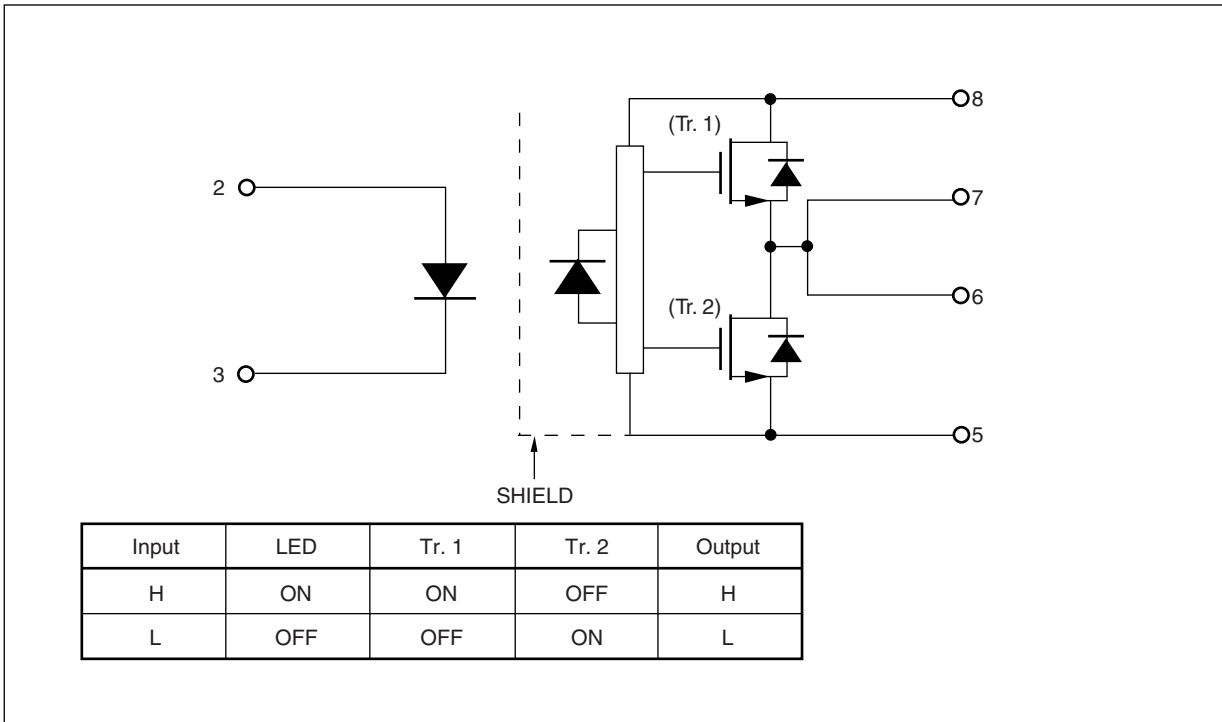 8
(Tr. 1)
2
7
6
(Tr. 2)
3
5
SHIELD
Input LED Tr. 1 Tr. 2 Output
H ON ON OFF H
L OFF OFF ON L